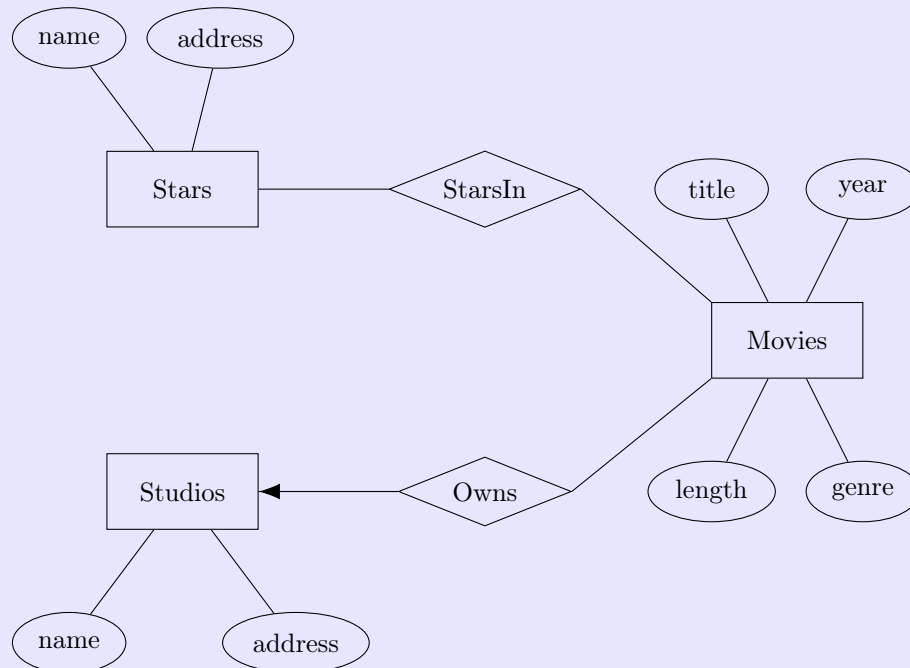 name
address
Stars
StarsIn
title
year
Movies
Studios
Owns
length
genre
name
address